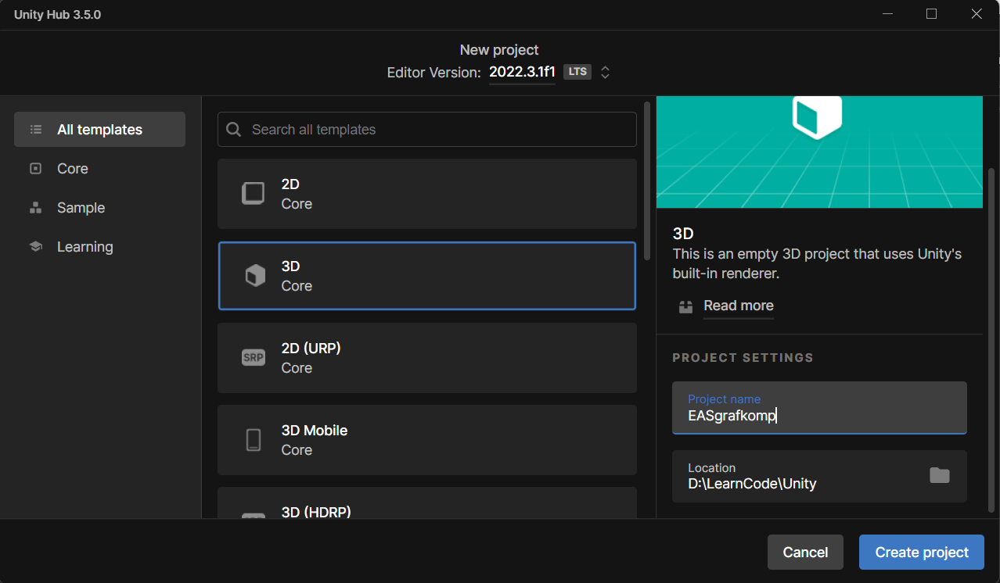 Unity Hub 3.5.0
New project
Editor Version: 2022.3.1f1 LTS
All templates
Core
Sample
Learning
Search all templates
2D
Core
3D
Core
SRP
2D (URP)
Core
3D Mobile
Core
3D (HDRP)
3D
This is an empty 3D project that uses Unity's
built-in renderer.
Read more
PROJECT SETTINGS
Project name
EASgrafkomp
Location
D:\LearnCode\Unity
Cancel
Create project